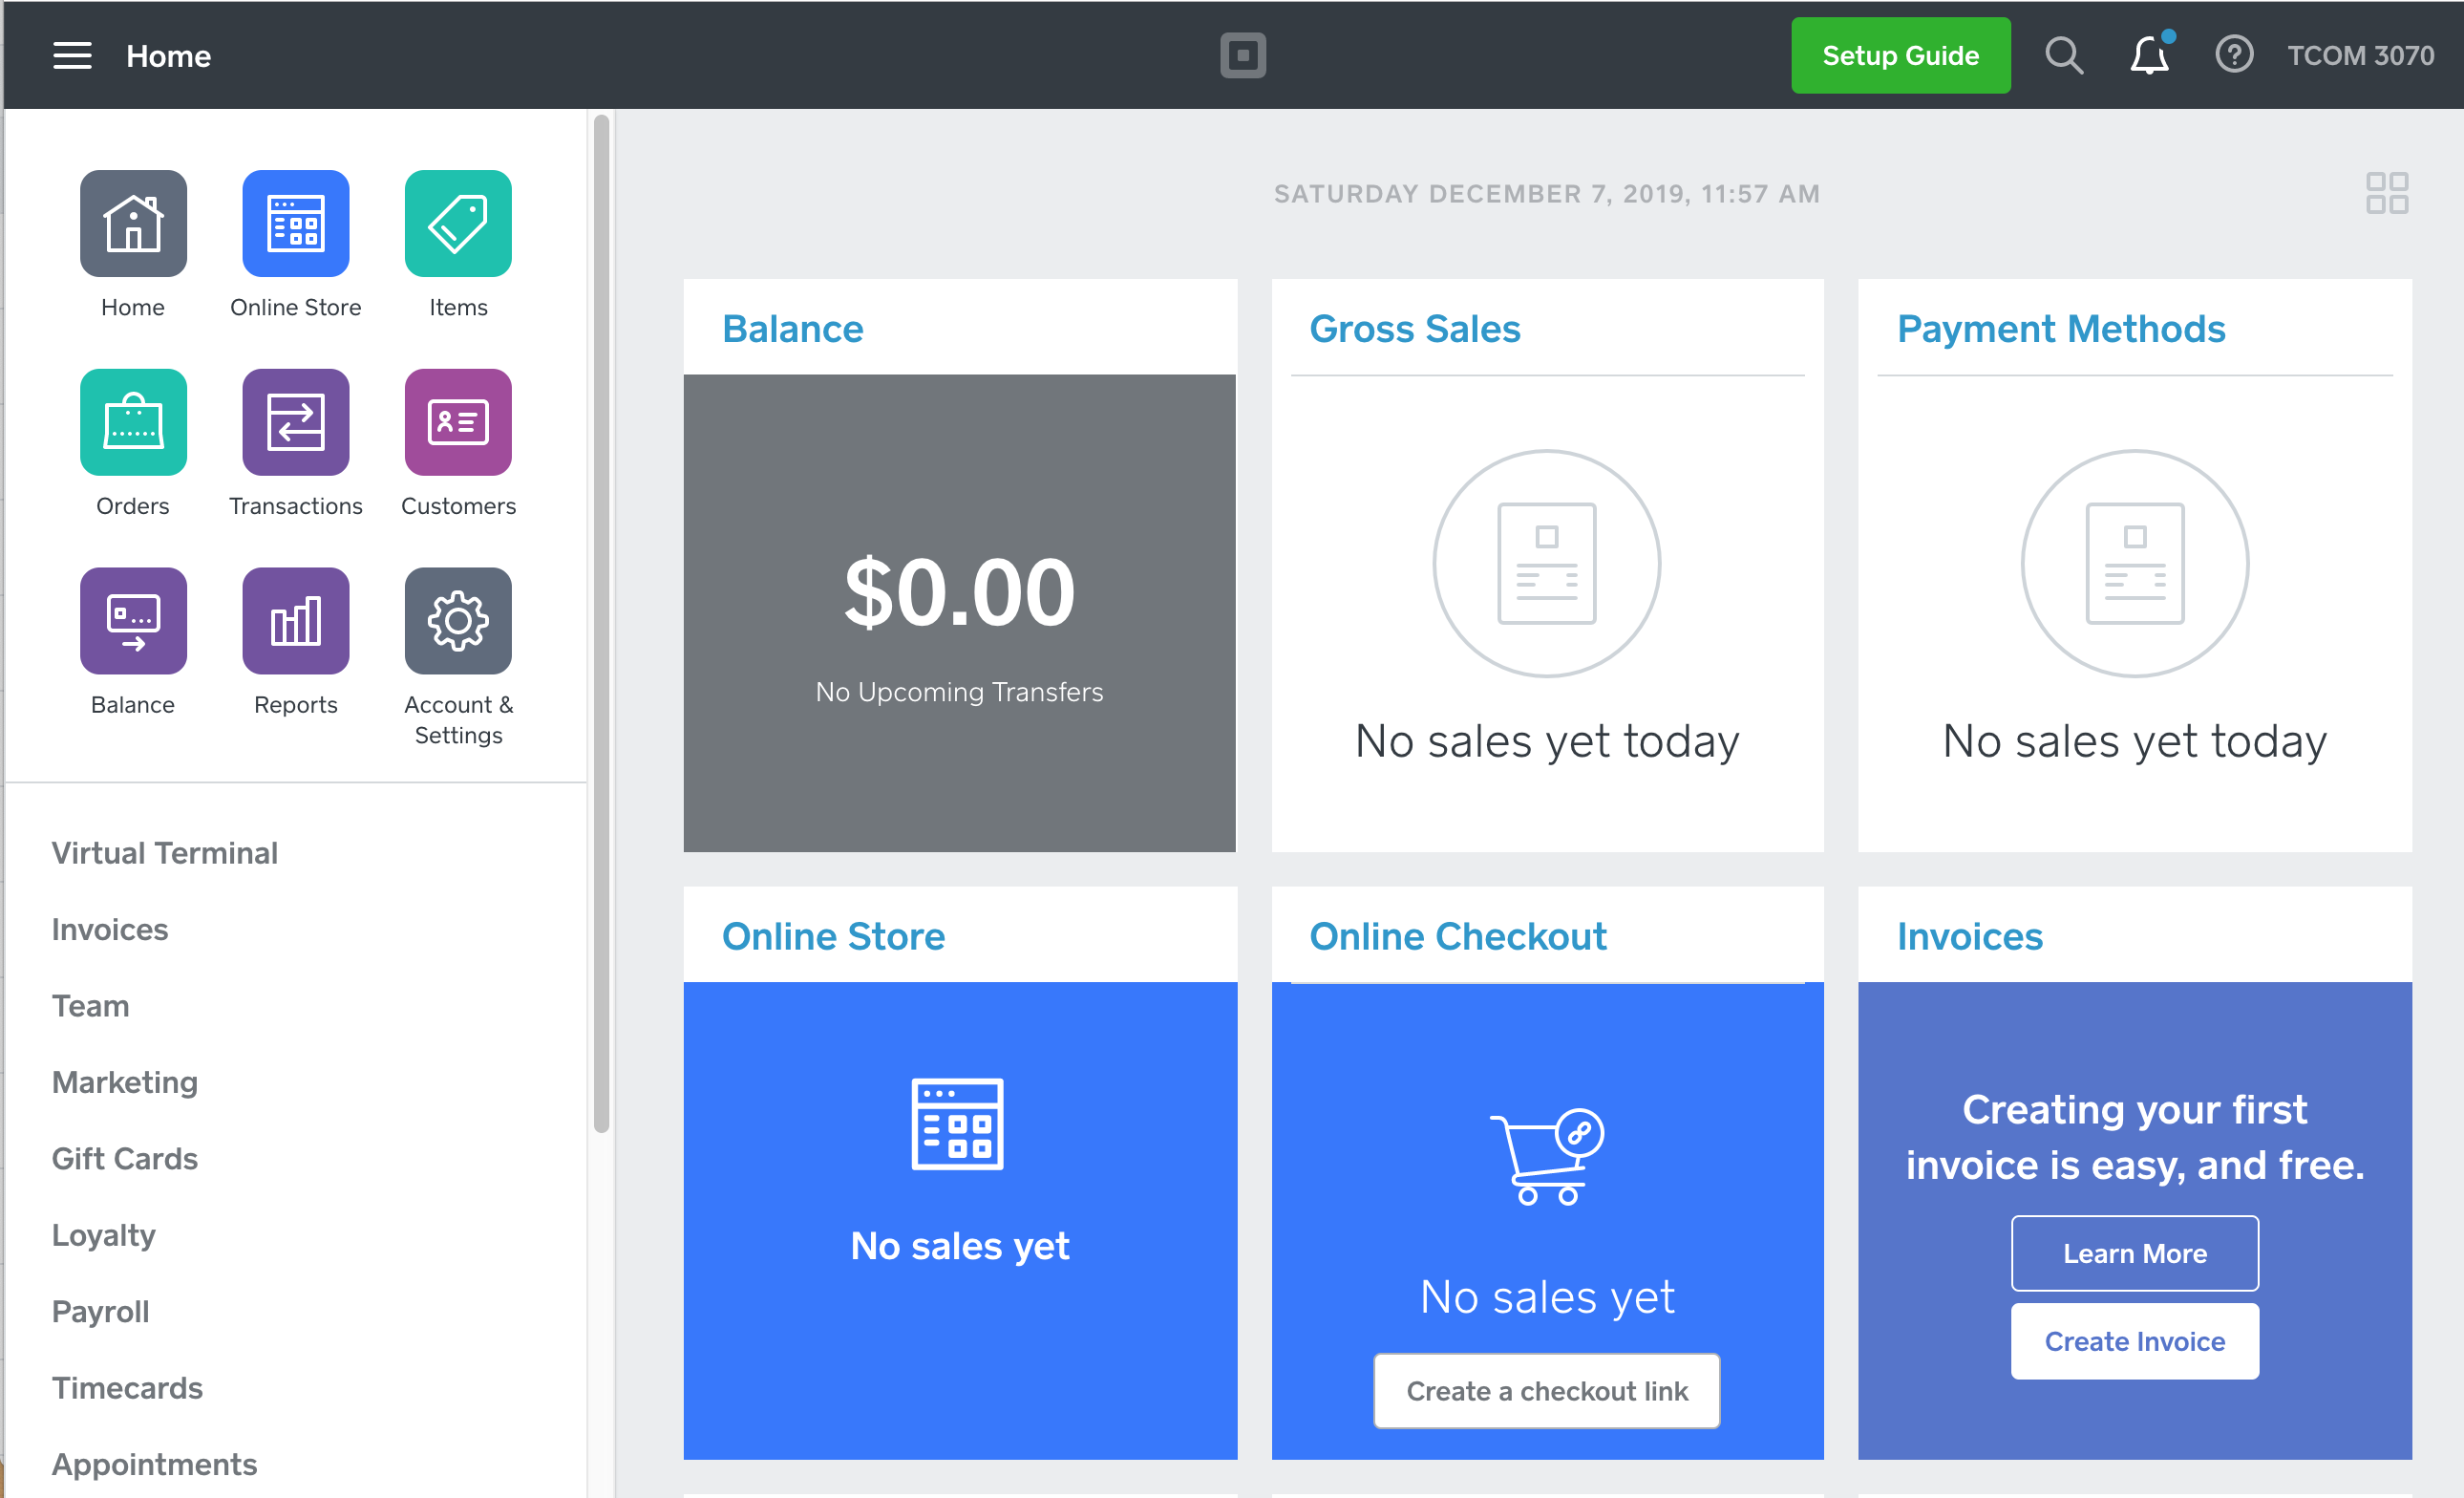 Home
Setup Guide
TCOM 3070
Home
Online Store
Items
Orders
Transactions
Customers
Balance
Reports
Account &
Settings
Virtual Terminal
Invoices
Team
Marketing
Gift Cards
Loyalty
Payroll
Timecards
Appointments
SATURDAY DECEMBER 7, 2019, 11:57 AM
Balance
$0.00
No Upcoming Transfers
Gross Sales
No sales yet today
Payment Methods
No sales yet today
Online Store
No sales yet
Online Checkout
No sales yet
Create a checkout link
Invoices
Creating your first
invoice is easy, and free.
Learn More
Create Invoice